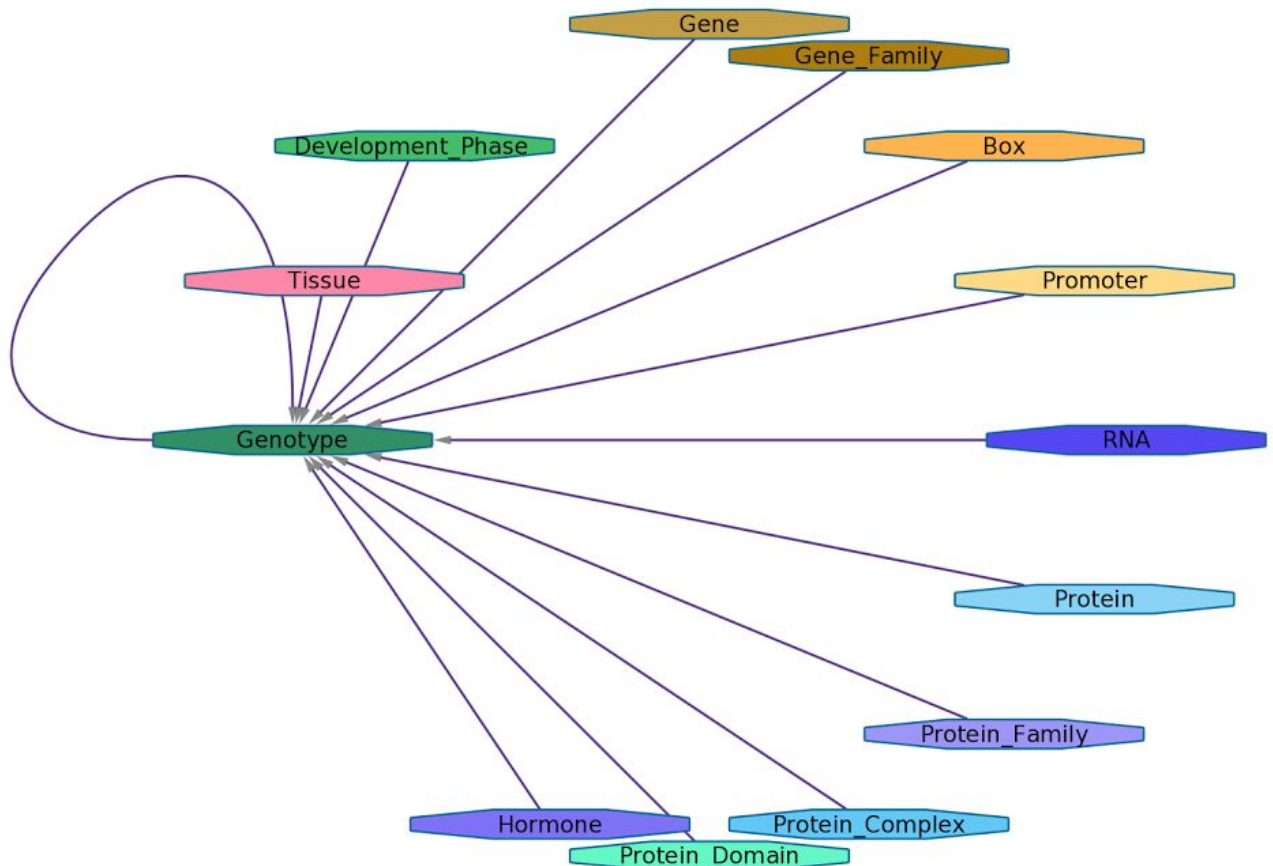 Gene
Gene_Family
Development_Phase
Box
Tissue
Promoter
Genotype
RNA
Protein
Protein_Family
Hormone
Protein_Complex
Protein_Domain